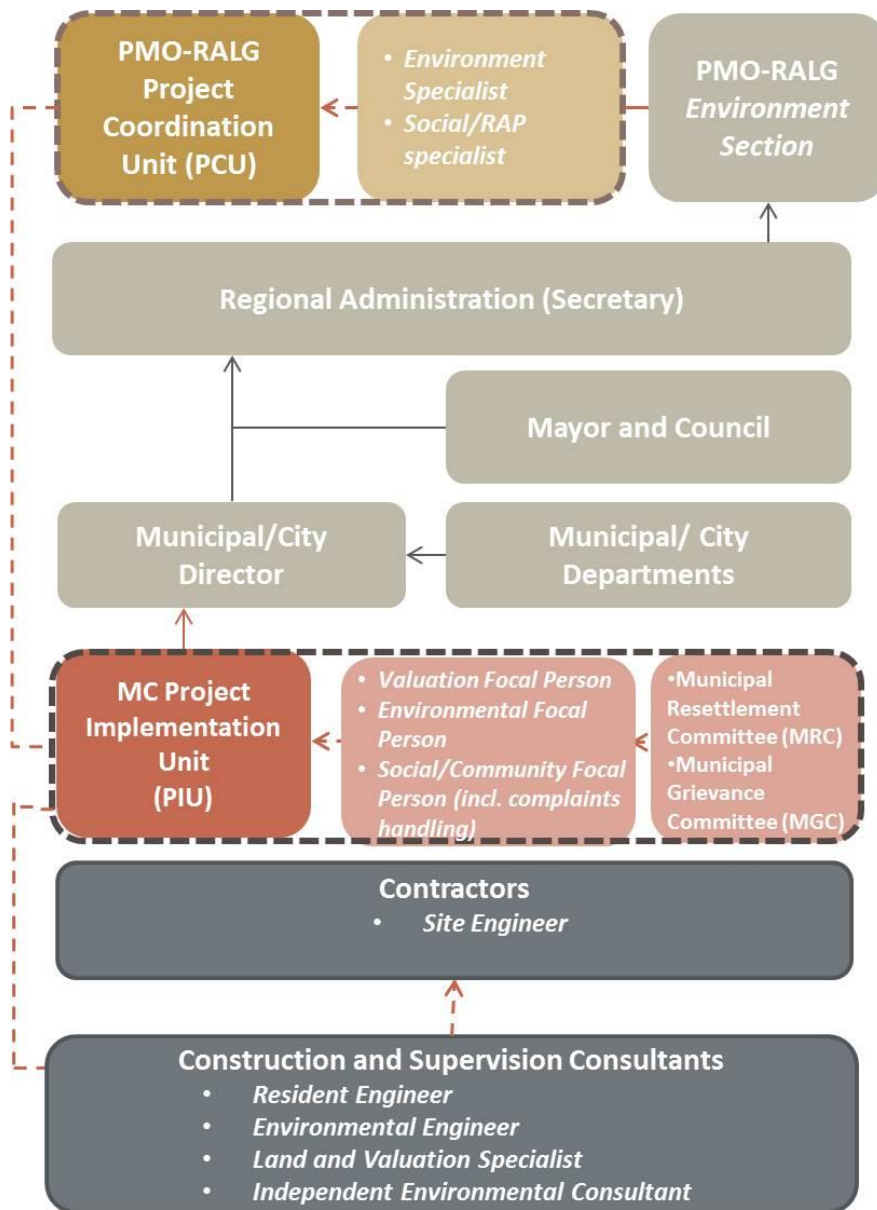 PMO-RALG
Project
Coordination
Unit (PCU)
• Environment
Specialist
• Social/RAP
specialist
PMO-RALG
Environment
Section
Regional Administration (Secretary)
Mayor and Council
Municipal/City
Director
Municipal/ City
Departments
MC Project
Implementation
Unit
(PIU)
• Valuation Focal Person
• Environmental Focal
Person
• Social/Community Focal
Person (incl. complaints
handling)
•Municipal
Resettlement
Committee (MRC)
•Municipal
Grievance
Committee (MGC)
Contractors
• Site Engineer
Construction and Supervision Consultants
• Resident Engineer
• Environmental Engineer
• Land and Valuation Specialist
• Independent Environmental Consultant